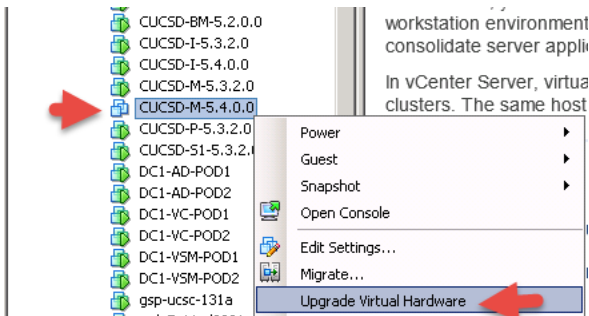 CUCSD-BM-5.2.0.0
CUCSD-I-5.3.2.0
CUCSD-I-5.4.0.0
CUCSD-M-5.3.2.0
CUCSD-M-5.4.0.0
CUCSD-P-5.3.2.0
CUCSD-S1-5.3.2.
DC1-AD-POD1
DC1-AD-POD2
DC1-VC-POD1
DC1-VC-POD2
DC1-VSM-POD1
DC1-VSM-POD2
gsp-ucsc-131a
workstation environment
consolidate server appli
In vCenter Server, virtua
clusters. The same host
Power
Guest
Snapshot
Open Console
Edit Settings...
Migrate...
Upgrade Virtual Hardware